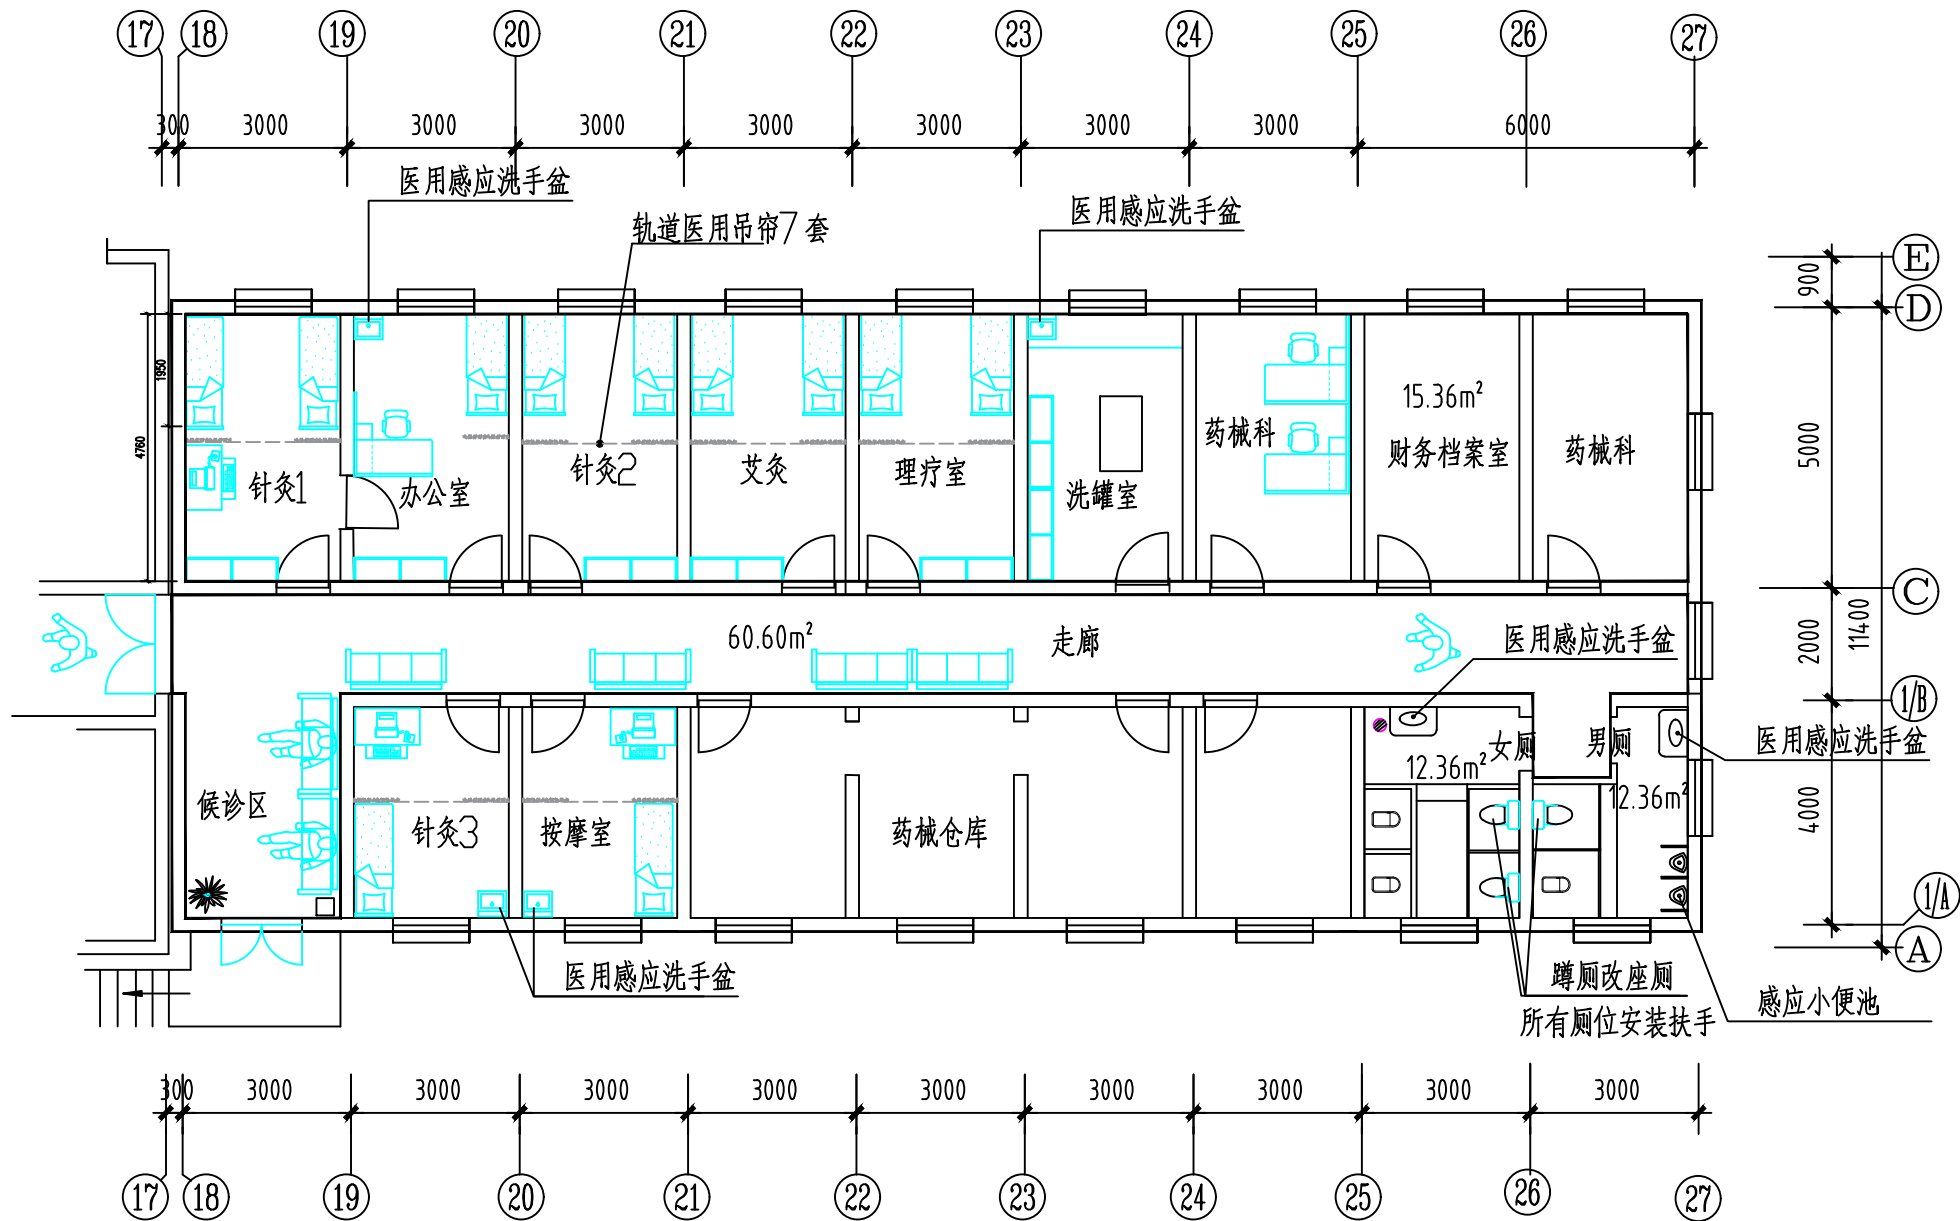 17 18 19 20 21 22 23 24 25 26 27
300 3000 3000 3000 3000 3000 3000 3000 6000
医用感应洗手盆
轨道医用吊帘7套
医用感应洗手盆
E
900
D
1950
4760
5000
针灸1
办公室
针灸2
艾灸
理疗室
洗罐室
药械科
15.36m²
财务档案室
药械科
C
60.60m²
走廊
医用感应洗手盆
2000
11400
1/B
女厕
男厕
医用感应洗手盆
12.36m²
12.36m²
候诊区
针灸3
按摩室
药械仓库
4000
1/A
A
医用感应洗手盆
蹲厕改座厕
所有厕位安装扶手
感应小便池
300 3000 3000 3000 3000 3000 3000 3000 3000 3000
17 18 19 20 21 22 23 24 25 26 27